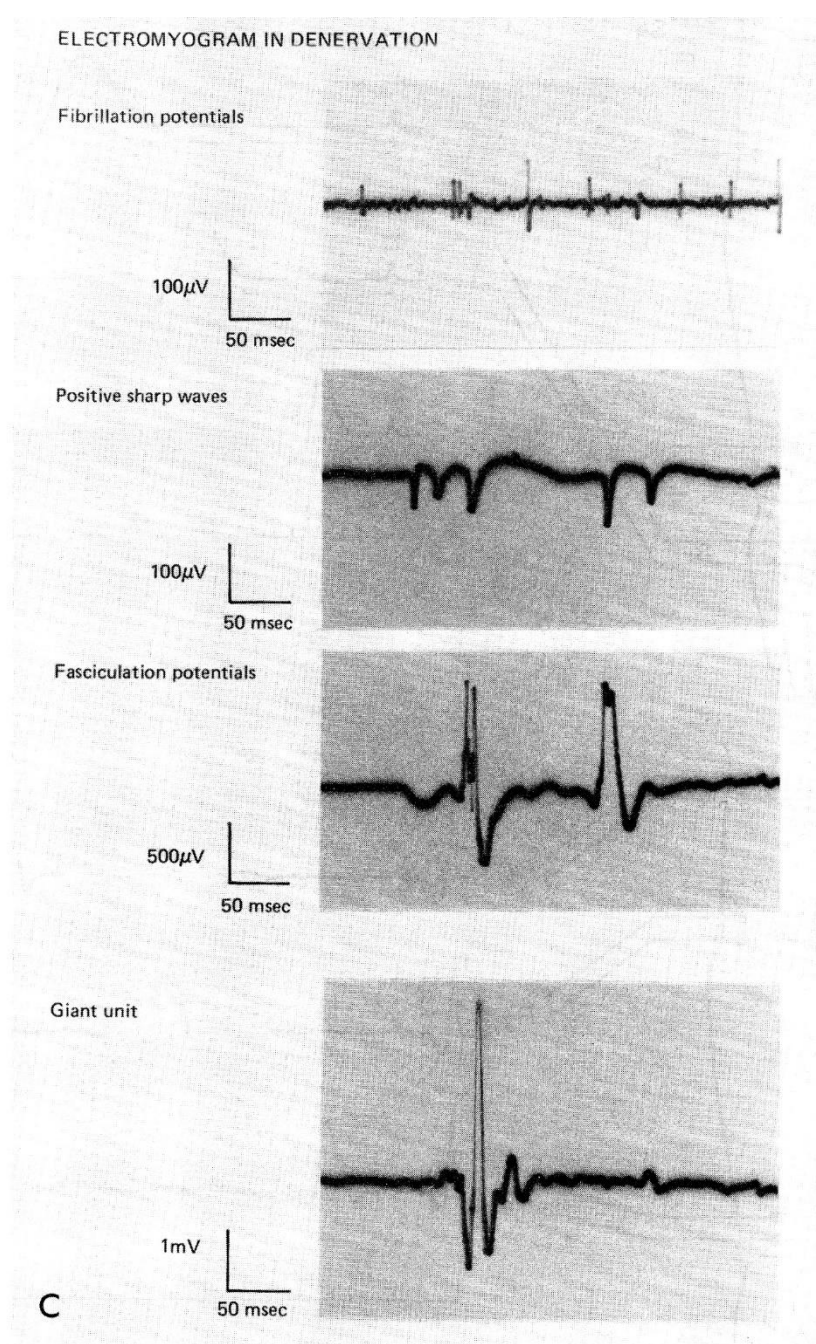 ELECTROMYOGRAM IN DENERVATION
Fibrillation potentials
100μV
50 msec
Positive sharp waves
100μV
50 msec
Fasciculation potentials
500μV
50 msec
Giant unit
1mV
50 msec
C